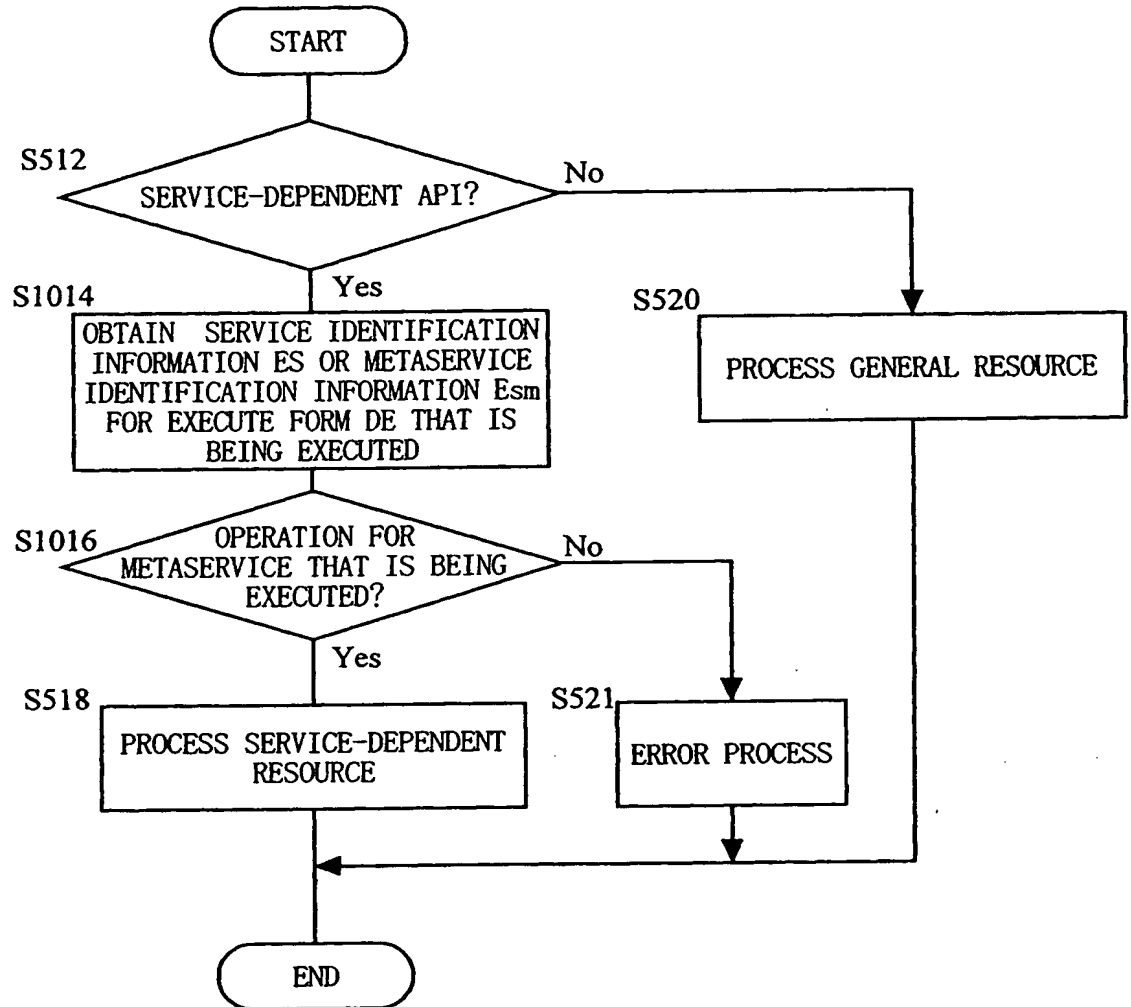 START
S512
SERVICE-DEPENDENT API?
No
Yes
S1014
OBTAIN SERVICE IDENTIFICATION
INFORMATION ES OR METASERVICE
IDENTIFICATION INFORMATION Esm
FOR EXECUTE FORM DE THAT IS
BEING EXECUTED
S520
PROCESS GENERAL RESOURCE
S1016
OPERATION FOR
METASERVICE THAT IS BEING
EXECUTED?
No
Yes
S518
PROCESS SERVICE-DEPENDENT
RESOURCE
S521
ERROR PROCESS
END